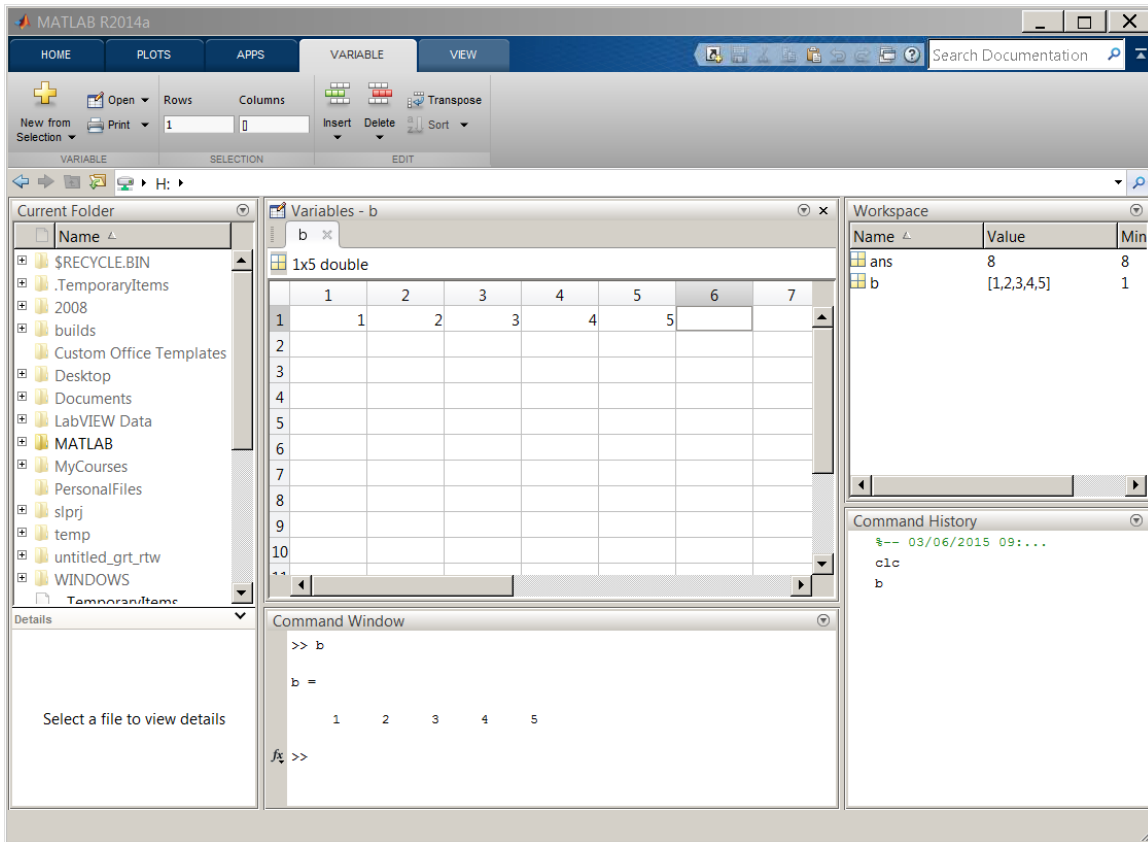 MATLAB R2014a
HOME PLOTS APPS VARIABLE VIEW
Search Documentation
New from Selection
Open
Print
Rows
1
Columns
[]
Insert
Delete
Transpose
Sort
VARIABLE SELECTION EDIT
H:
Current Folder
Name
$RECYCLE.BIN
.TemporaryItems
2008
builds
Custom Office Templates
Desktop
Documents
LabVIEW Data
MATLAB
MyCourses
PersonalFiles
slprj
temp
untitled_grt_rtw
WINDOWS
._TemporaryItems
Details
Select a file to view details
Variables - b
b
1x5 double
1 2 3 4 5 6 7
1 1 2 3 4 5
2
3
4
5
6
7
8
9
10
11
Command Window
>> b
b =
1 2 3 4 5
fx >>
Workspace
Name Value Min
ans 8 8
b [1,2,3,4,5] 1
Command History
%-- 03/06/2015 09:...
clc
b